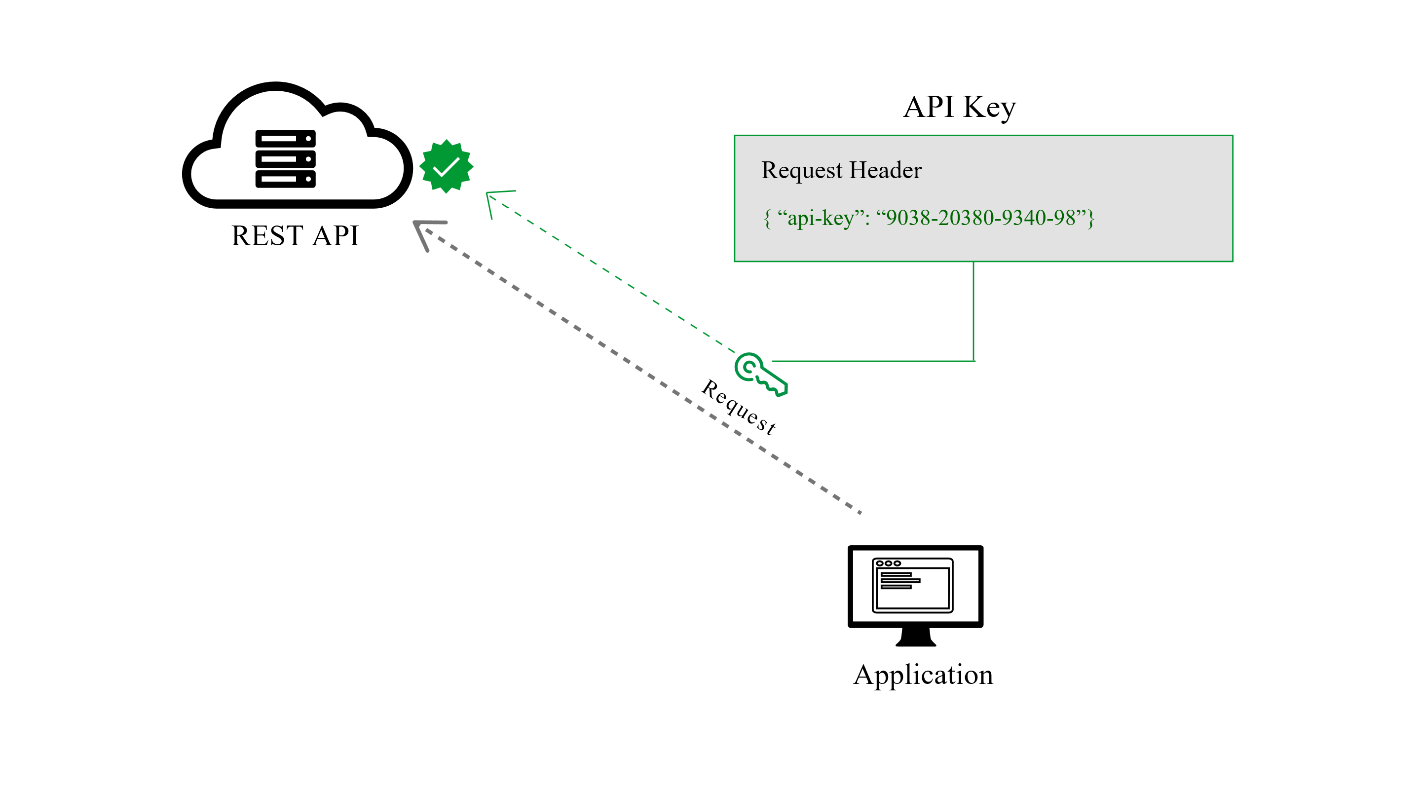 API Key
Request Header
{ “api-key”: “9038-20380-9340-98”}
REST API
Request
Application